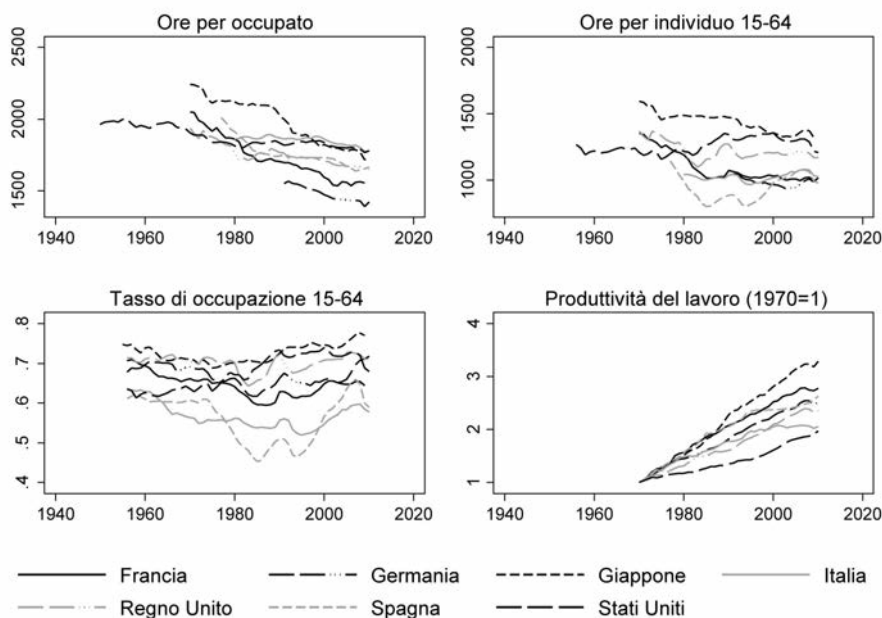 Ore per occupato
Ore per individuo 15-64
2500
2000
1500
1940 1960 1980 2000 2020
2000
1500
1000
1940 1960 1980 2000 2020
Tasso di occupazione 15-64
Produttività del lavoro (1970=1)
.8
.7
.6
.5
.4
1940 1960 1980 2000 2020
4
3
2
1
1940 1960 1980 2000 2020
Francia Germania Giappone Italia
Regno Unito Spagna Stati Uniti